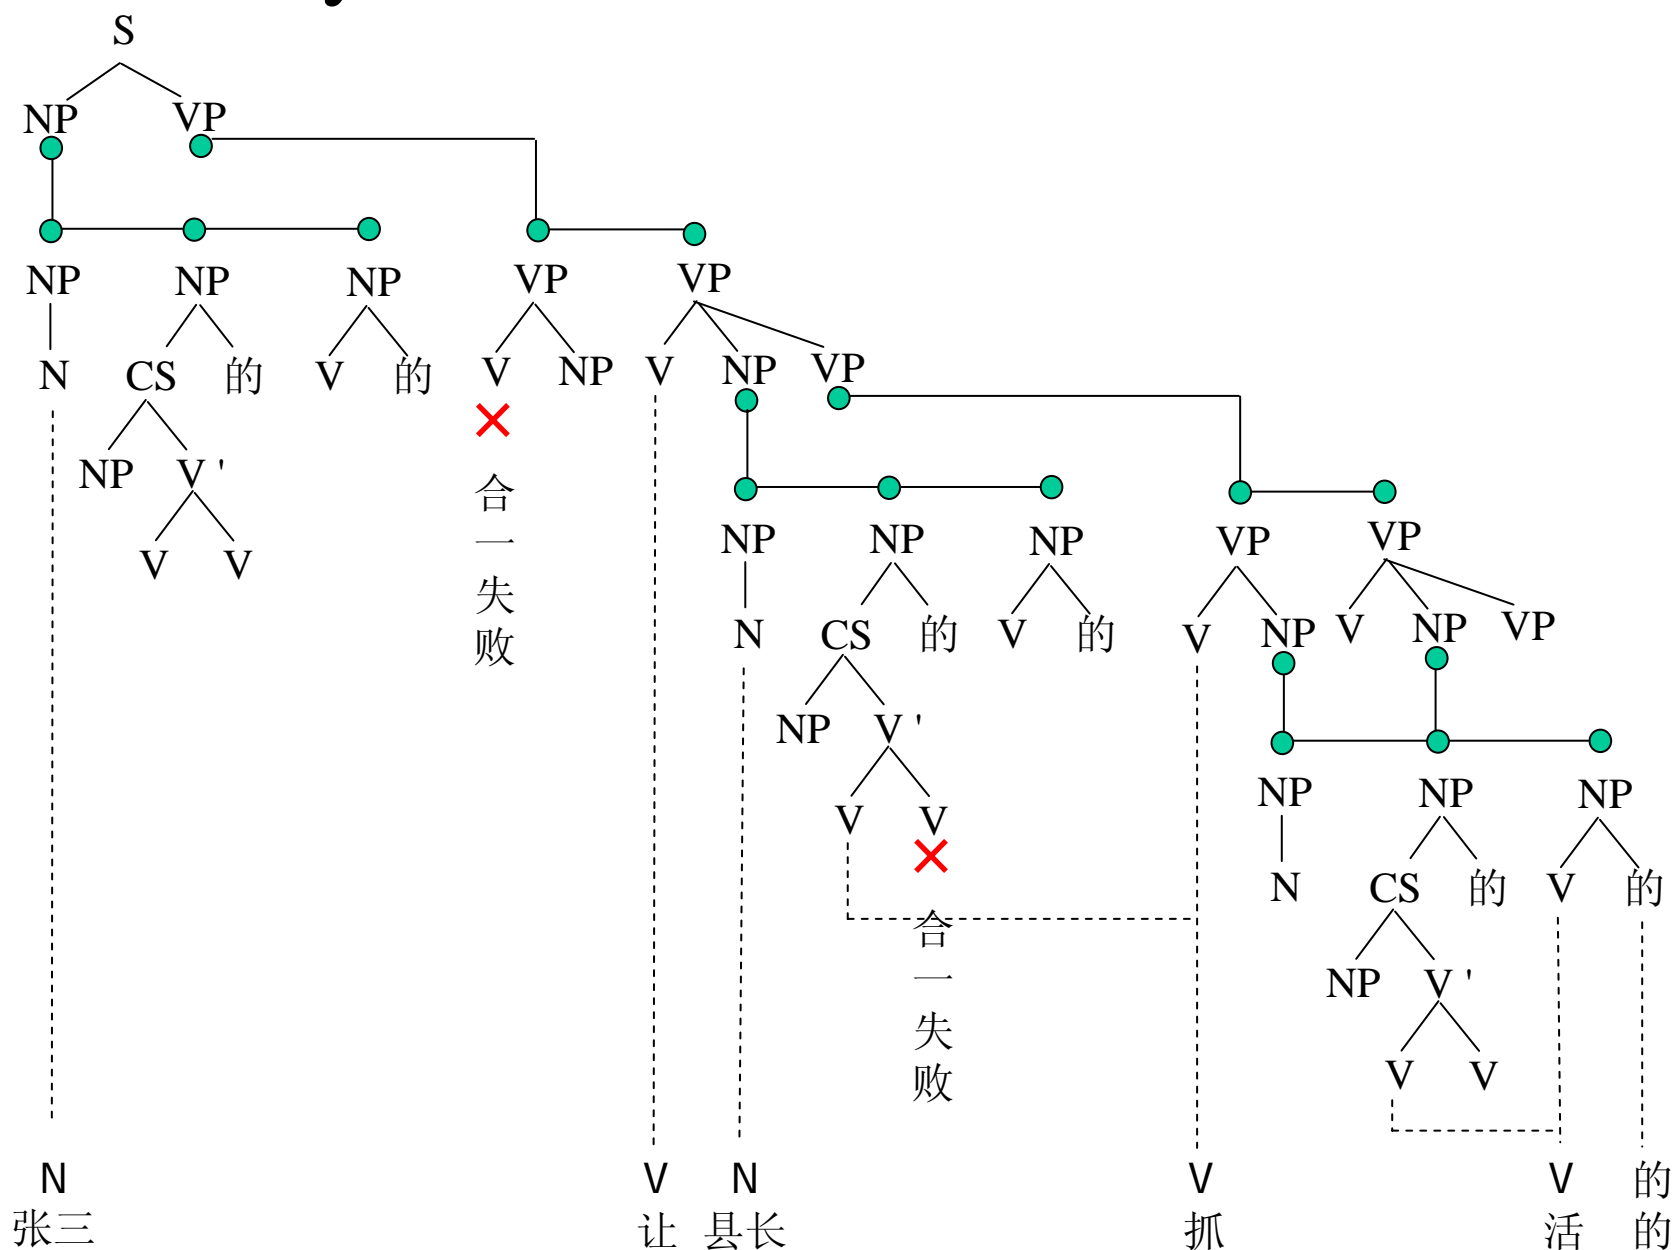 S
NP VP
NP NP NP VP VP
N CS 的 V 的 V NP V NP VP
NP V '
V V
合
一
失
败
NP NP NP VP VP
N CS 的 V 的 V NP V NP VP
NP V '
V V
合
一
失
败
NP NP NP
N CS 的 V 的
NP V '
V V
N V N V V 的
张三 让 县长 抓 活 的